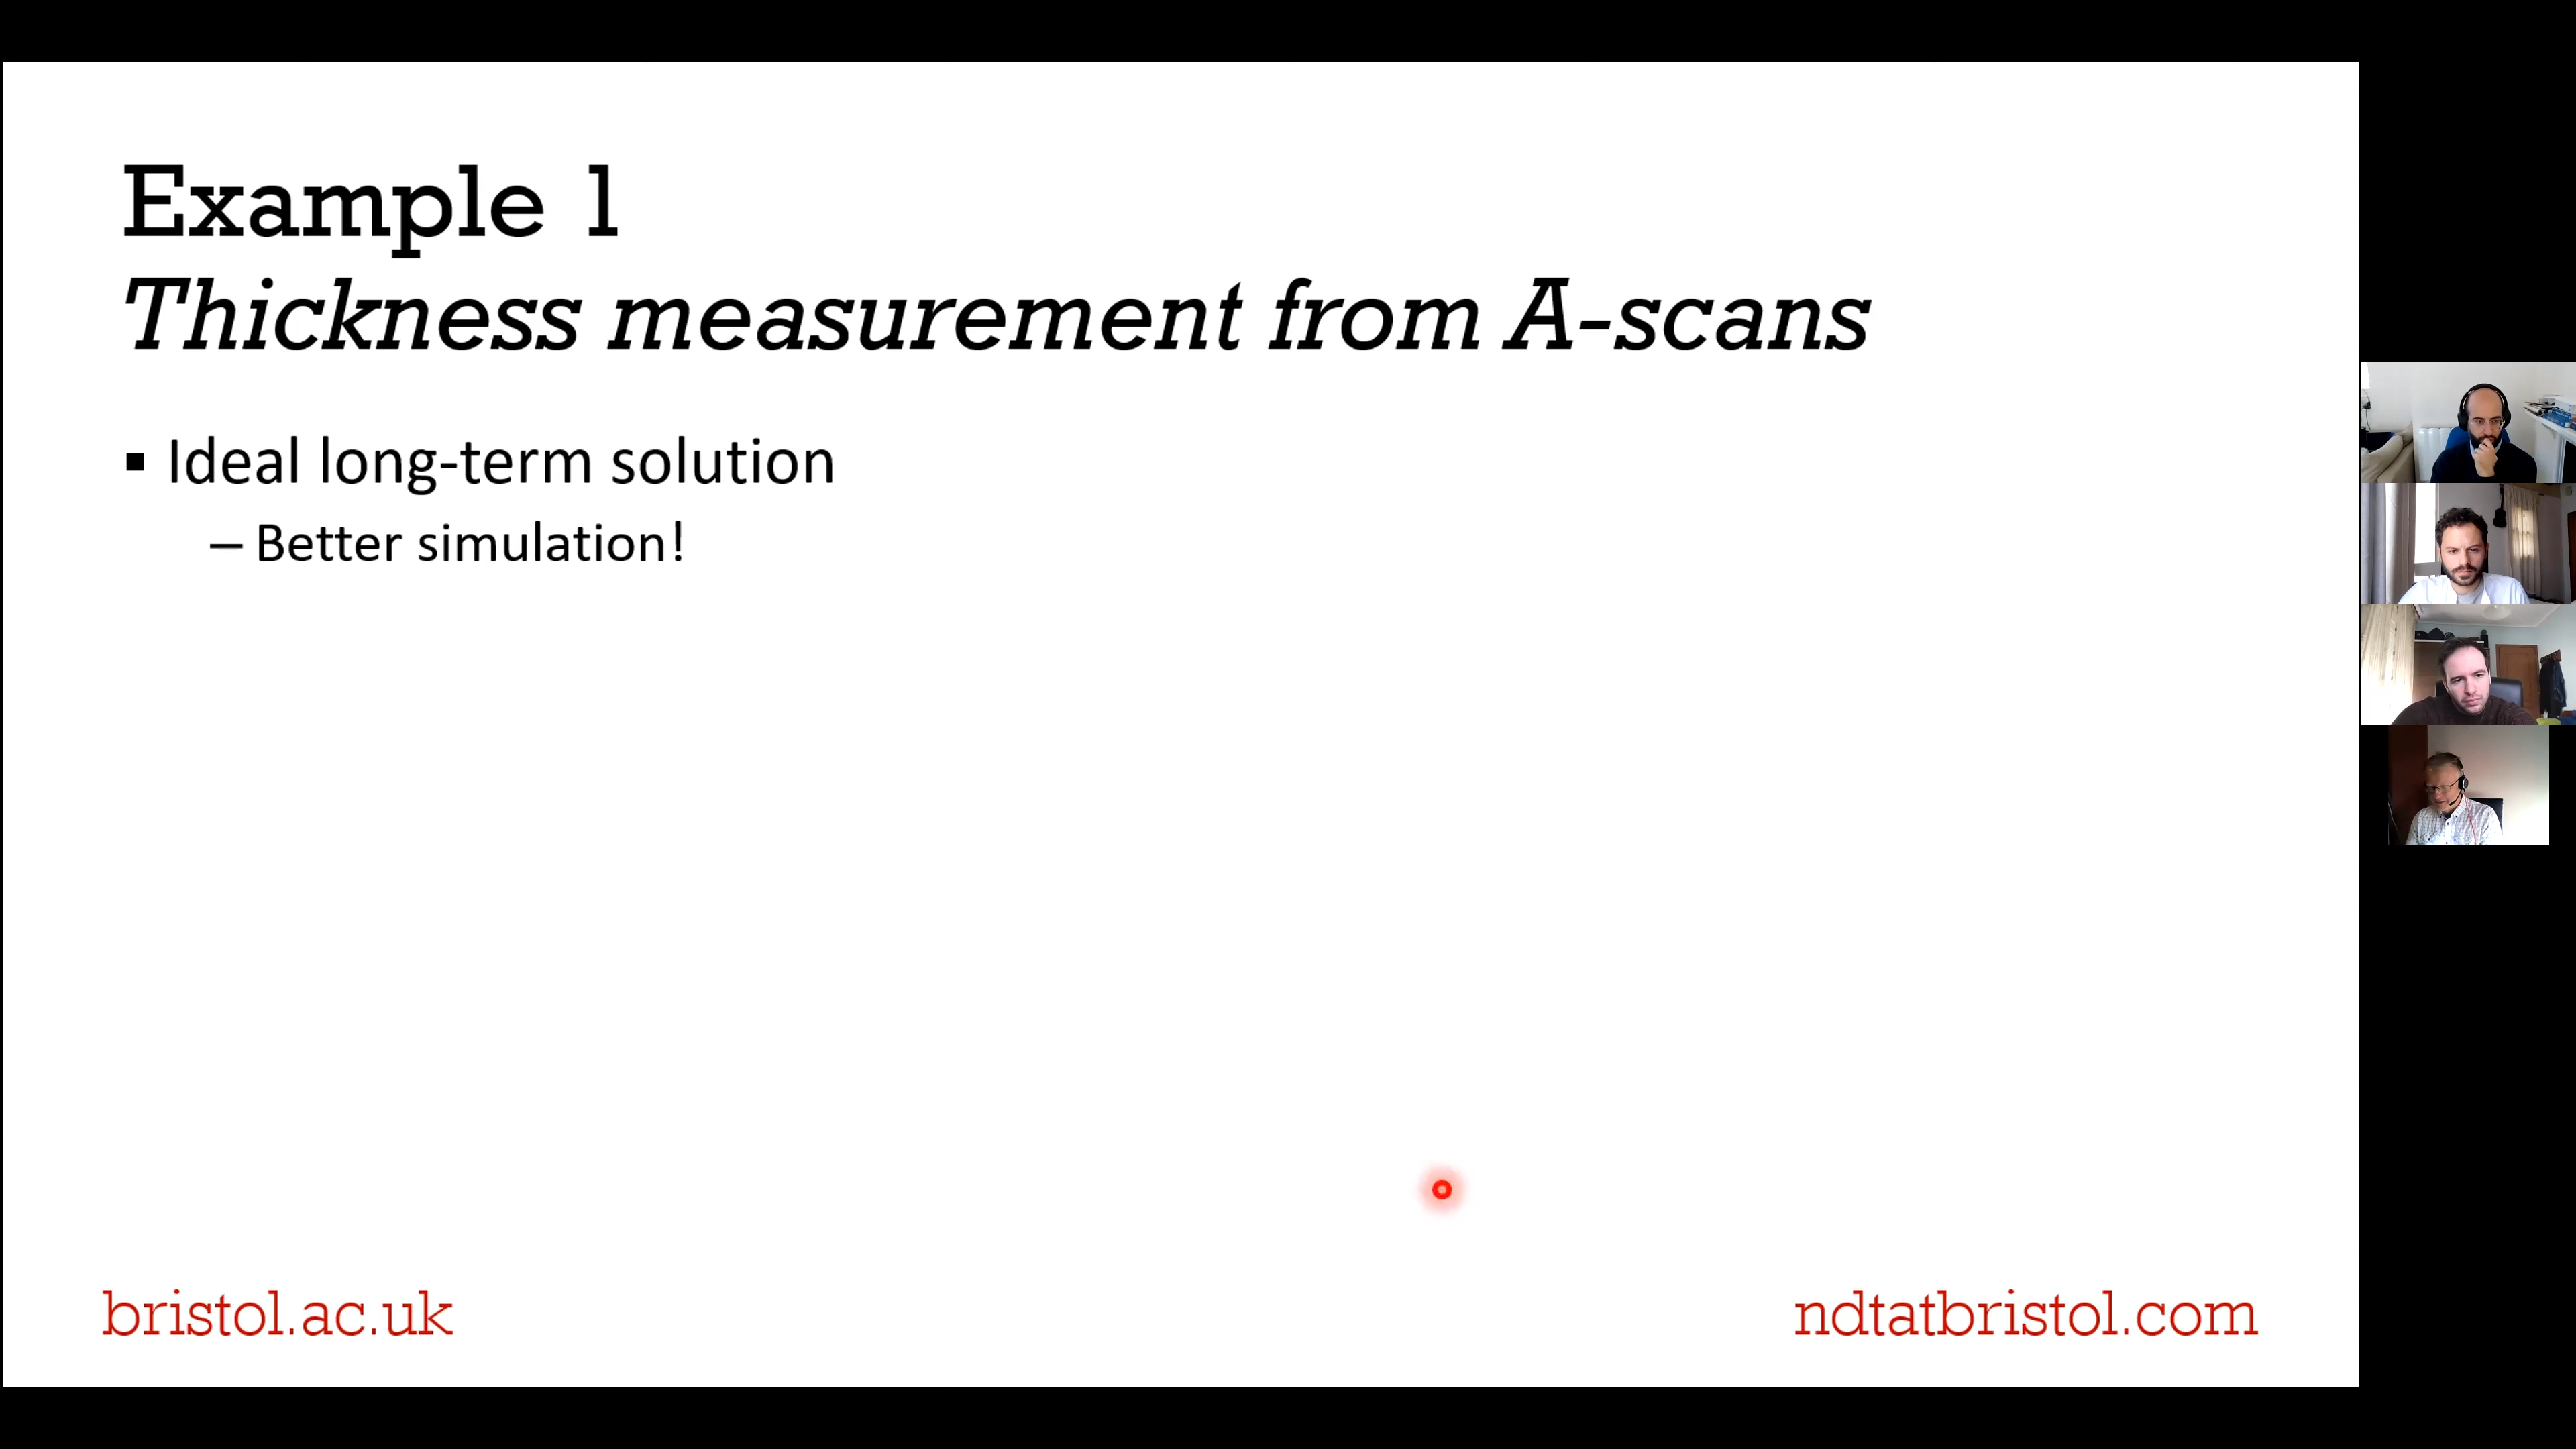 Example 1
Thickness measurement from A-scans
▪ Ideal long-term solution
– Better simulation!
bristol.ac.uk
ndtatbristol.com